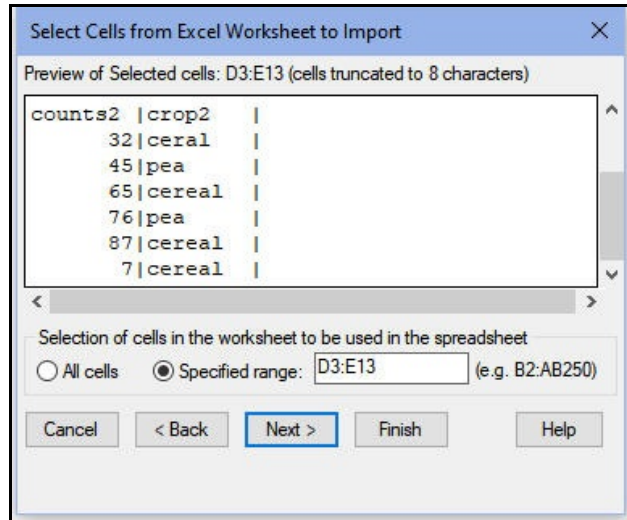 Select Cells from Excel Worksheet to Import
Preview of Selected cells: D3:E13 (cells truncated to 8 characters)
counts2 |crop2 |
32|ceral |
45|pea |
65|cereal |
76|pea |
87|cereal |
7|cereal |
Selection of cells in the worksheet to be used in the spreadsheet
All cells Specified range: D3:E13 (e.g. B2:AB250)
Cancel < Back Next > Finish Help